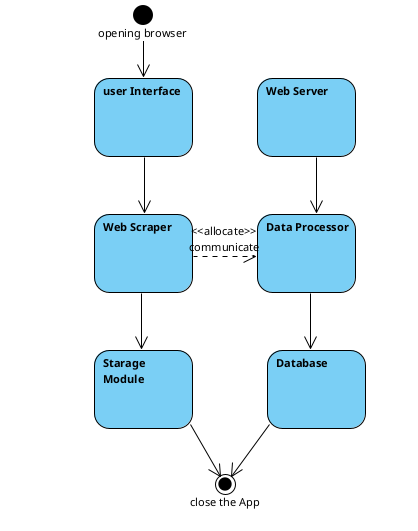 opening browser
user Interface
Web Server
Web Scraper
<<allocate>>
communicate
Data Processor
Starage
Module
Database
close the App